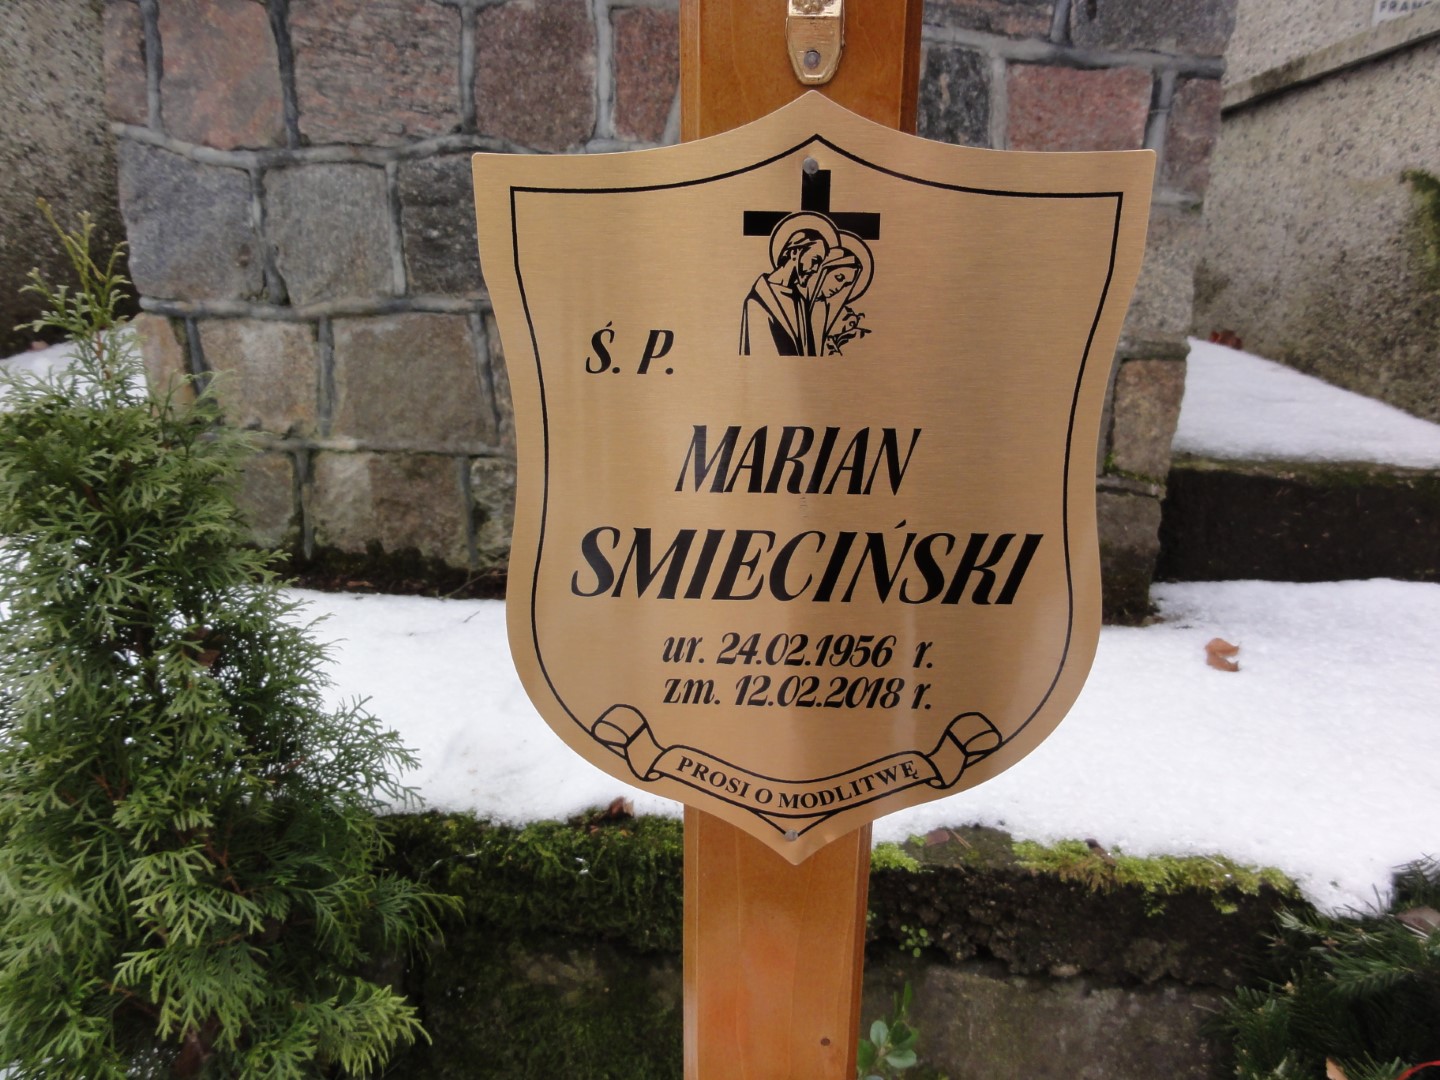 Ś. P.
MARIAN
SMIECIŃSKI
ur. 24.02.1956 r.
zm. 12.02.2018 r.
PROSI O MODLITWĘ